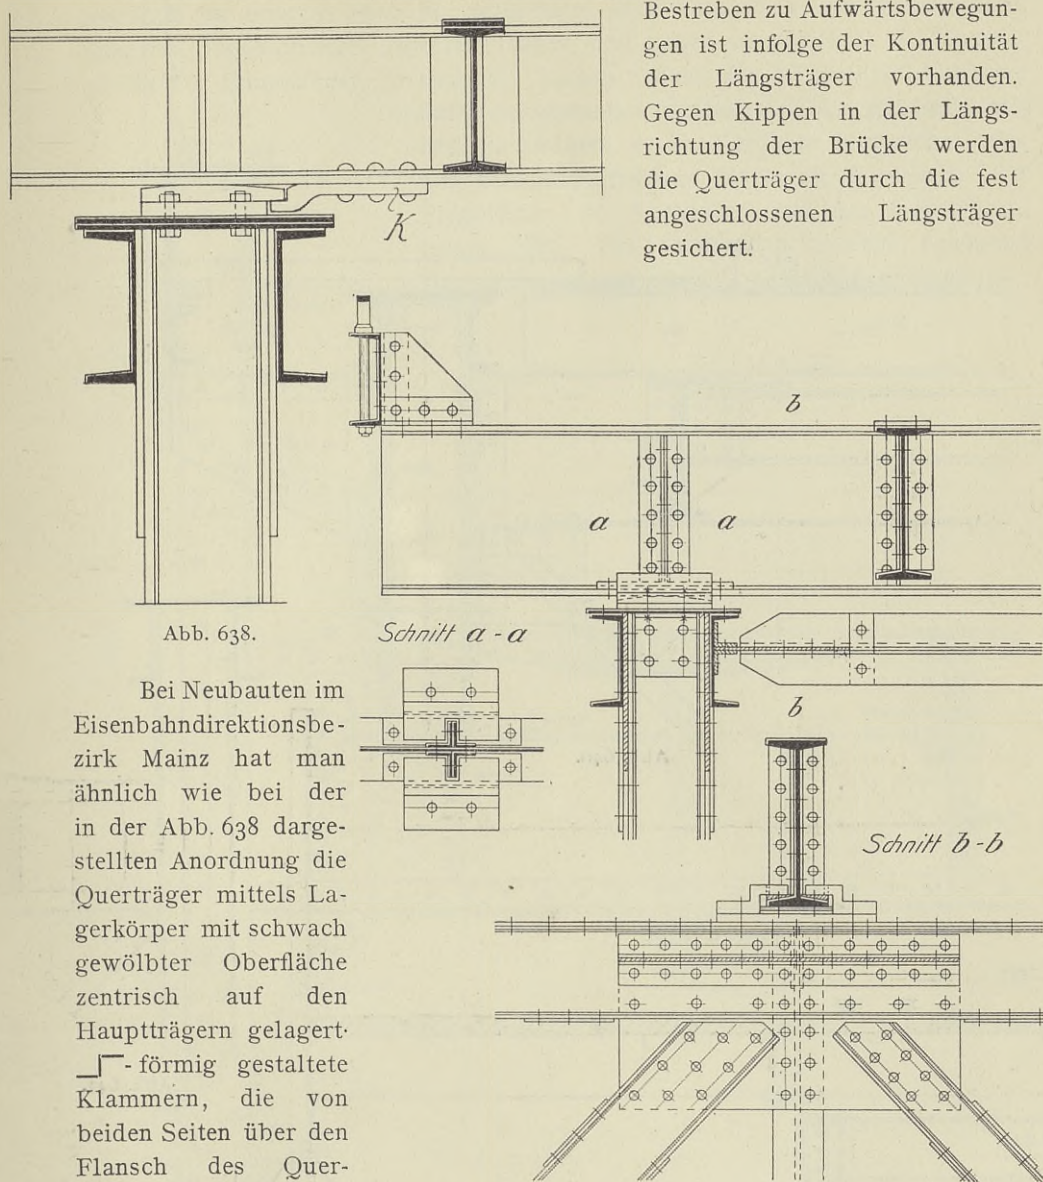 Bestreben zu Aufwärtsbewegun-
gen ist infolge der Kontinuität
der Längsträger vorhanden.
Gegen Kippen in der Längs-
richtung der Brücke werden
die Querträger durch die fest
angeschlossenen Längsträger
gesichert.
K
b
a
a
Abb. 638.
Schnitt a-a
b
Schnitt b-b
Bei Neubauten im
Eisenbahndirektionsbe-
zirk Mainz hat man
ähnlich wie bei der
in der Abb. 638 darge-
stellten Anordnung die
Querträger mittels La-
gerkörper mit schwach
gewölbter Oberfläche
zentrisch auf den
Hauptträgern gelagert·
- förmig gestaltete
Klammern, die von
beiden Seiten über den
Flansch des Quer-